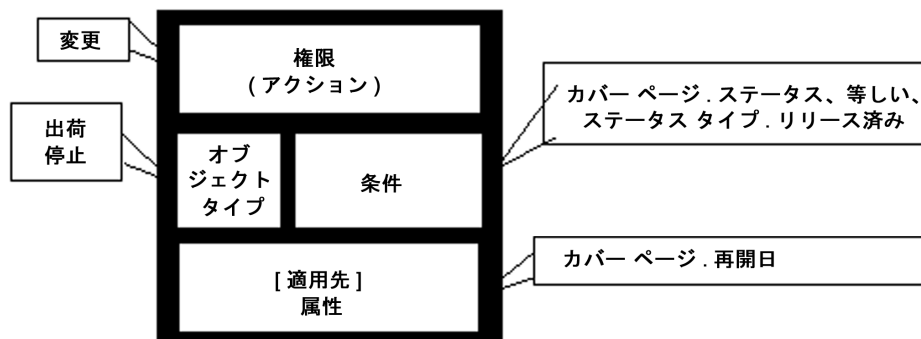 変更
権限
( アクション )
カバー ページ . ステータス、等しい、
ステータス タイプ . リリース済み
出荷
停止
オブ
ジェクト
タイプ
条件
[ 適用先 ]
属性
カバー ページ . 再開日